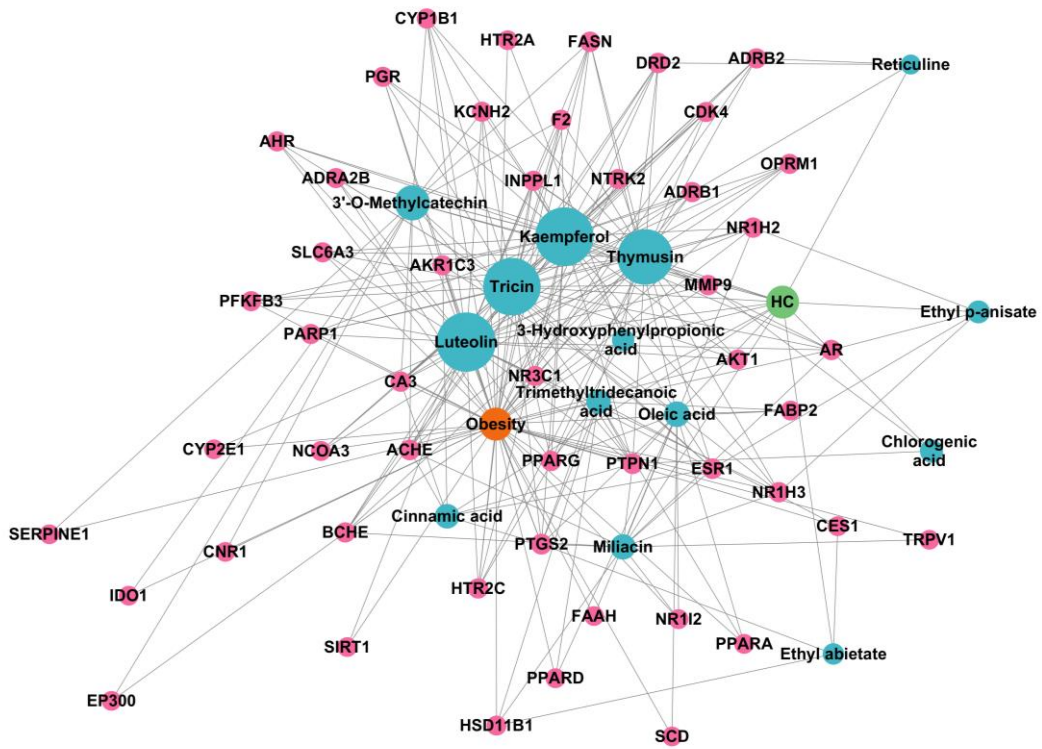 CYP1B1
HTR2A
FASN
DRD2
ADRB2
Reticuline
PGR
KCNH2
F2
CDK4
AHR
OPRM1
ADRA2B
INPPL1
NTRK2
ADRB1
3'-O-Methylcatechin
NR1H2
Kaempferol
SLC6A3
AKR1C3
Thymusin
PFKFB3
Tricin
MMP9
HC
Ethyl p-anisate
PARP1
Luteolin
3-Hydroxyphenylpropionic
acid
AR
AKT1
CA3
NR3C1
Trimethyltridecanoic
acid
Oleic acid
FABP2
Obesity
CYP2E1
NCOA3
ACHE
PPARG
PTPN1
ESR1
Chlorogenic
acid
NR1H3
Cinnamic acid
SERPINE1
CNR1
BCHE
PTGS2
Miliacin
CES1
TRPV1
IDO1
HTR2C
FAAH
NR1I2
SIRT1
PPARA
Ethyl abietate
EP300
PPARD
HSD11B1
SCD